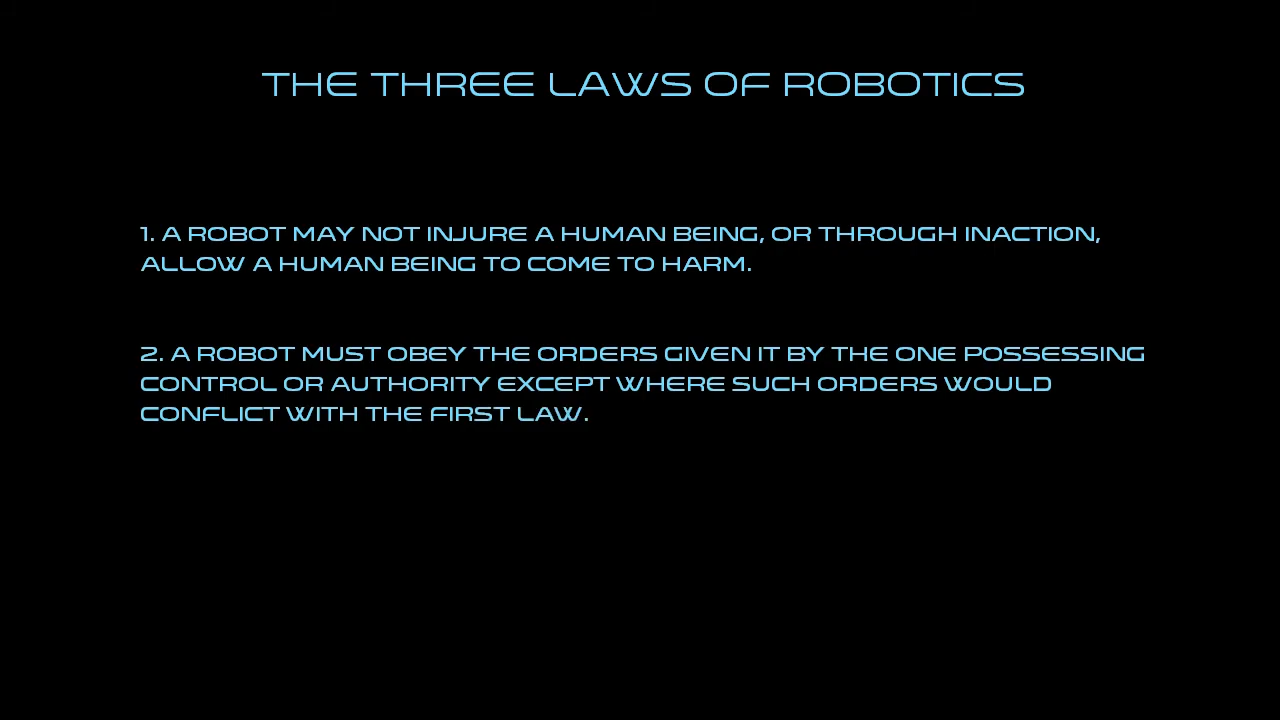 THE THREE LAWS OF ROBOTICS
1. A ROBOT MAY NOT INJURE A HUMAN BEING, OR THROUGH INACTION,
ALLOW A HUMAN BEING TO COME TO HARM.
2. A ROBOT MUST OBEY THE ORDERS GIVEN IT BY THE ONE POSSESSING
CONTROL OR AUTHORITY EXCEPT WHERE SUCH ORDERS WOULD
CONFLICT WITH THE FIRST LAW.